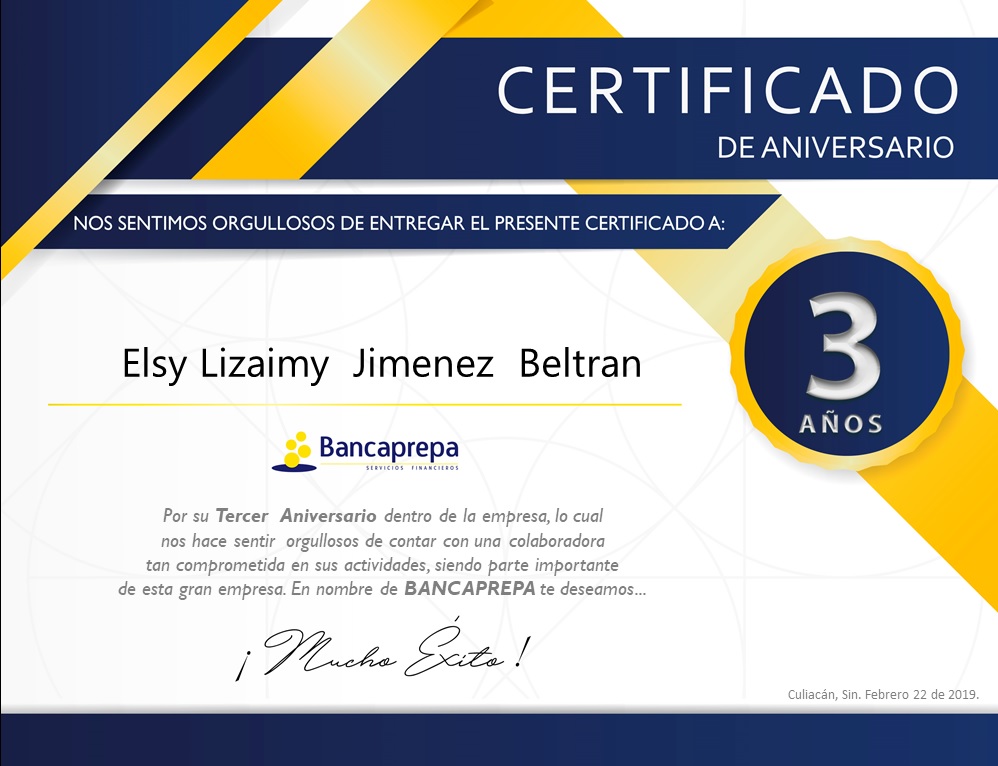 CERTIFICADO
DE ANIVERSARIO
NOS SENTIMOS ORGULLOSOS DE ENTREGAR EL PRESENTE CERTIFICADO A:
3
AÑOS
Elsy Lizaimy Jimenez Beltran
Bancaprepa
SERVICIOS FINANCIEROS
Por su Tercer Aniversario dentro de la empresa, lo cual
nos hace sentir orgullosos de contar con una colaboradora
tan comprometida en sus actividades, siendo parte importante
de esta gran empresa. En nombre de BANCAPREPA te deseamos...
¡ Mucho Éxito !
Culiacán, Sin. Febrero 22 de 2019.